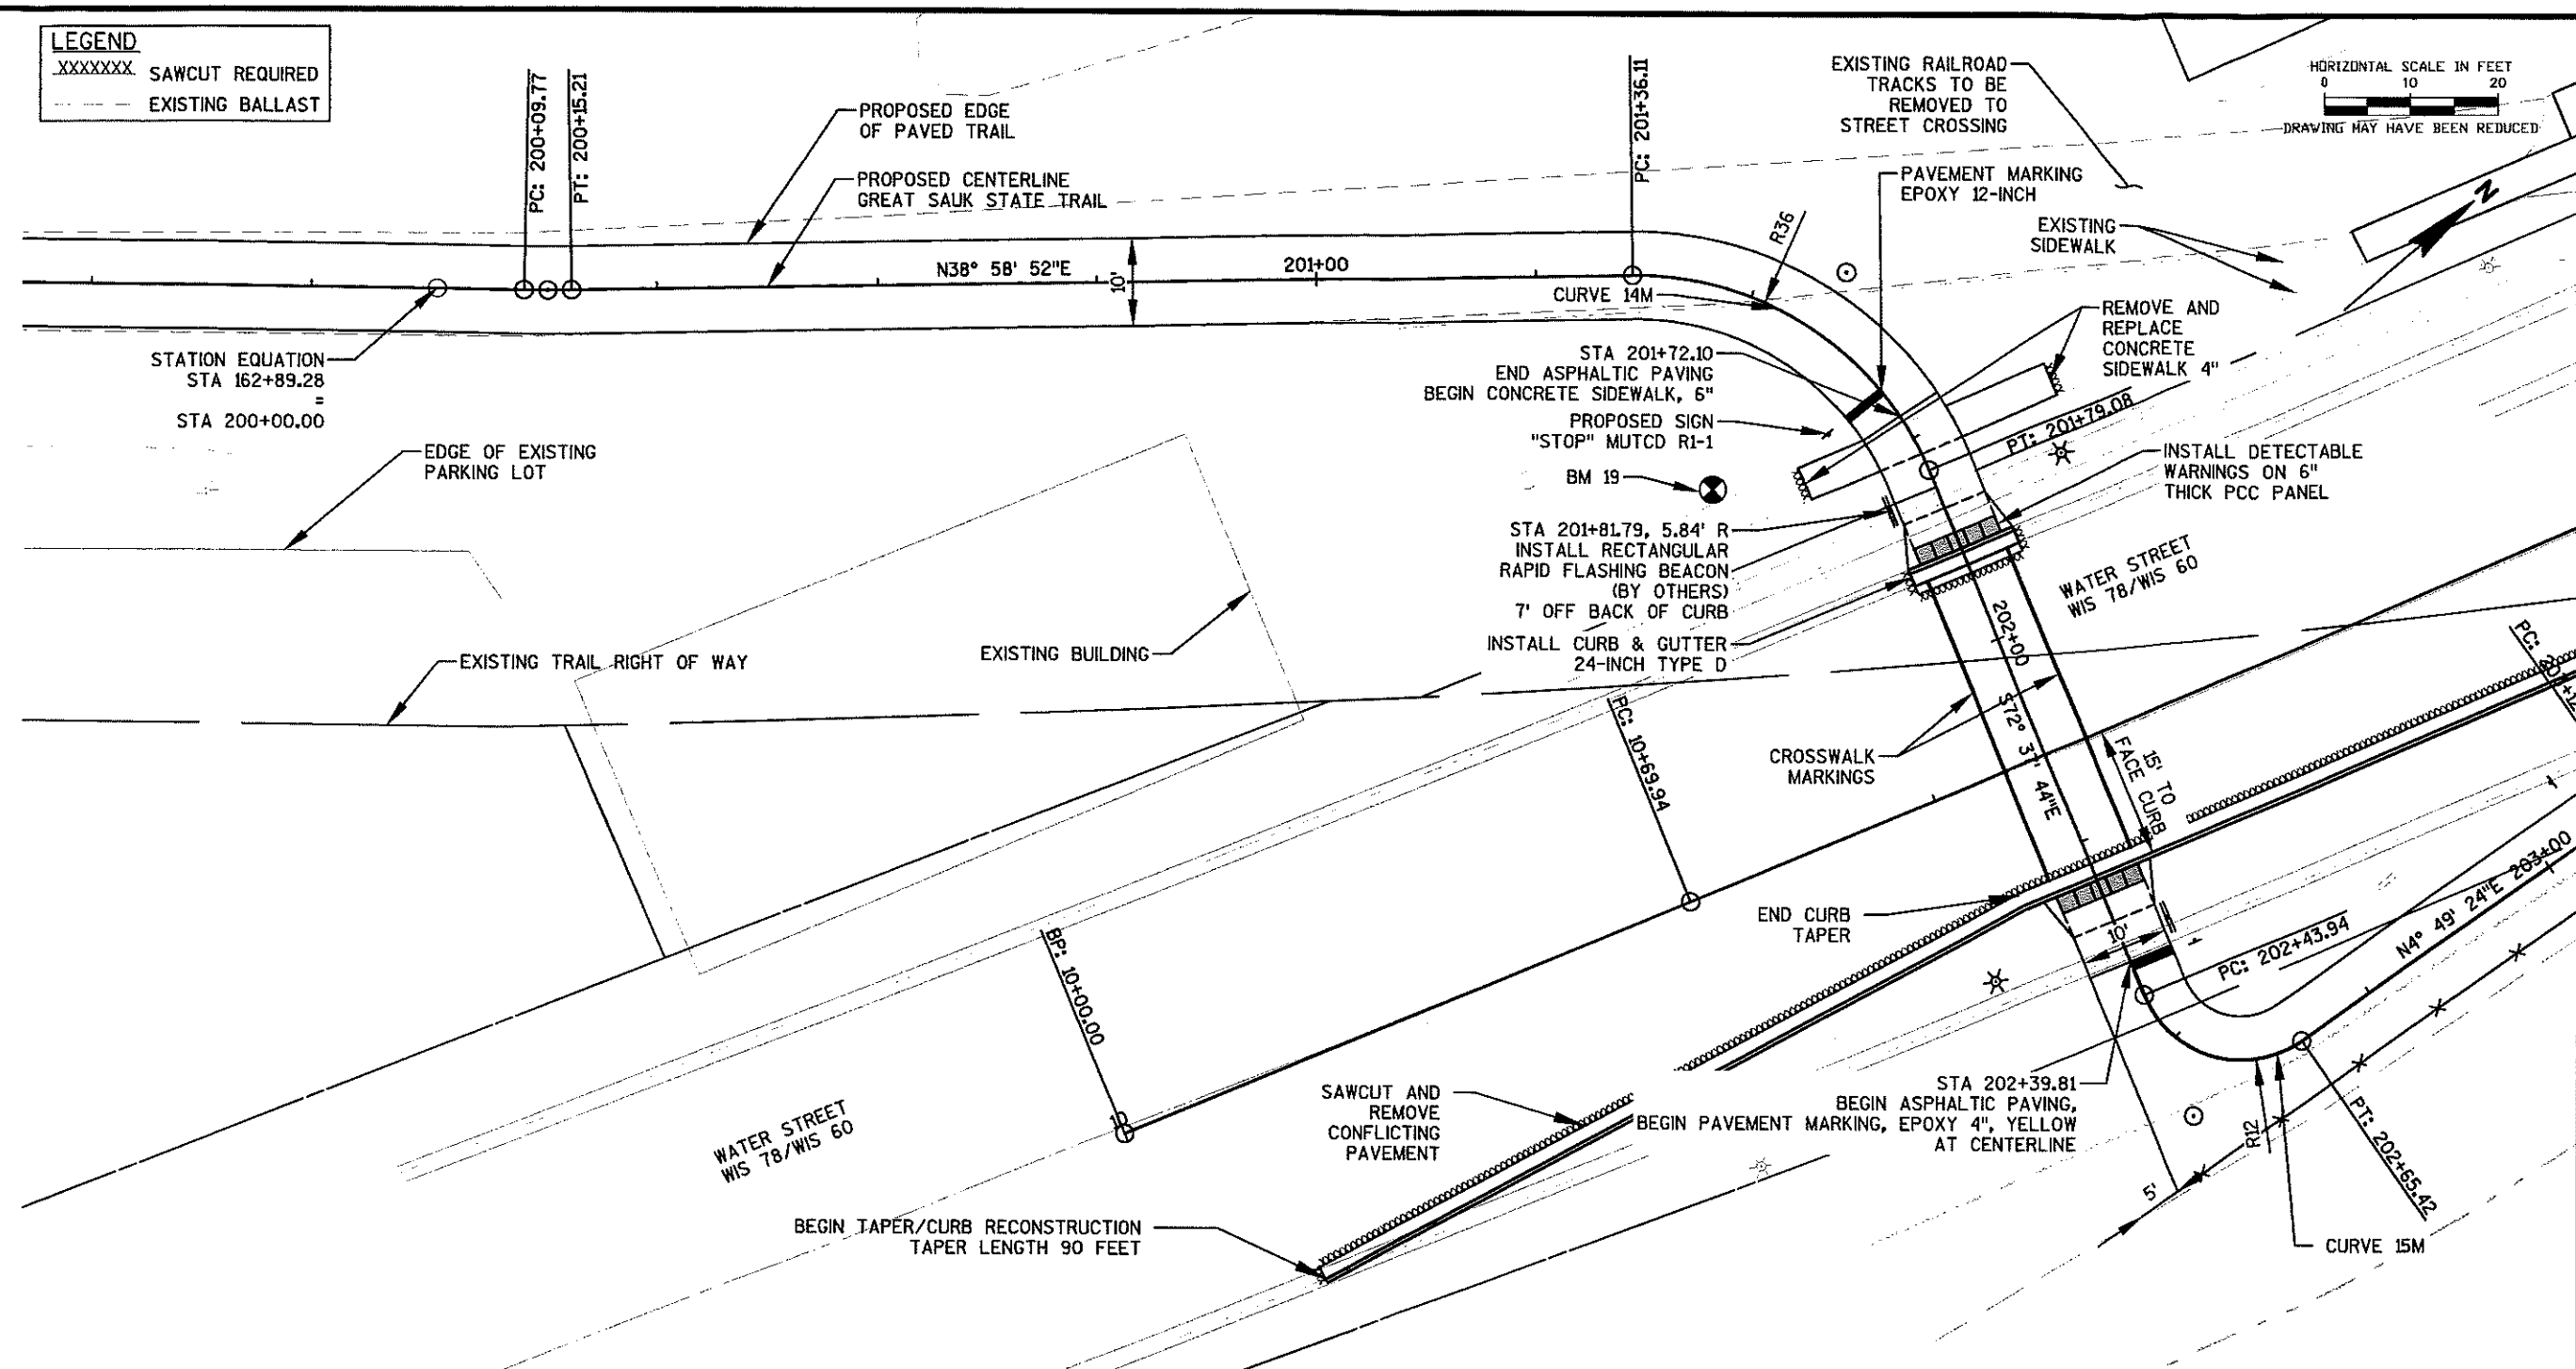 LEGEND
XXXXXXX SAWCUT REQUIRED
EXISTING BALLAST
PC: 200+09.77
PT: 200+15.21
PROPOSED EDGE
OF PAVED TRAIL
PROPOSED CENTERLINE
GREAT SAUK STATE TRAIL
PC: 201+36.11
EXISTING RAILROAD
TRACKS TO BE
REMOVED TO
STREET CROSSING
HORIZONTAL SCALE IN FEET
0 10 20
DRAWING MAY HAVE BEEN REDUCED
PAVEMENT MARKING
EPOXY 12-INCH
EXISTING
SIDEWALK
N
R36
N38° 58' 52"E
201+00
10'
CURVE 14M
REMOVE AND
REPLACE
CONCRETE
SIDEWALK 4"
STATION EQUATION
STA 162+89.28
=
STA 200+00.00
STA 201+72.10
END ASPHALTIC PAVING
BEGIN CONCRETE SIDEWALK, 6"
PROPOSED SIGN
"STOP" MUTCD R1-1
BM 19
PT: 201+79.08
INSTALL DETECTABLE
WARNINGS ON 6"
THICK PCC PANEL
EDGE OF EXISTING
PARKING LOT
STA 201+81.79, 5.84' R
INSTALL RECTANGULAR
RAPID FLASHING BEACON
(BY OTHERS)
7' OFF BACK OF CURB
INSTALL CURB & GUTTER
24-INCH TYPE D
WATER STREET
WIS 78/WIS 60
202+00
EXISTING TRAIL RIGHT OF WAY
EXISTING BUILDING
PC: 10+69.94
S72° 37' 44"E
CROSSWALK
MARKINGS
15' TO
FACE CURB
END CURB
TAPER
10'
PC: 202+43.94
N4° 49' 24"E
203+00
BP: 10+00.00
10
WATER STREET
WIS 78/WIS 60
SAWCUT AND
REMOVE
CONFLICTING
PAVEMENT
STA 202+39.81
BEGIN ASPHALTIC PAVING,
BEGIN PAVEMENT MARKING, EPOXY 4", YELLOW
AT CENTERLINE
R12
PT: 202+65.42
5'
BEGIN TAPER/CURB RECONSTRUCTION
TAPER LENGTH 90 FEET
CURVE 15M